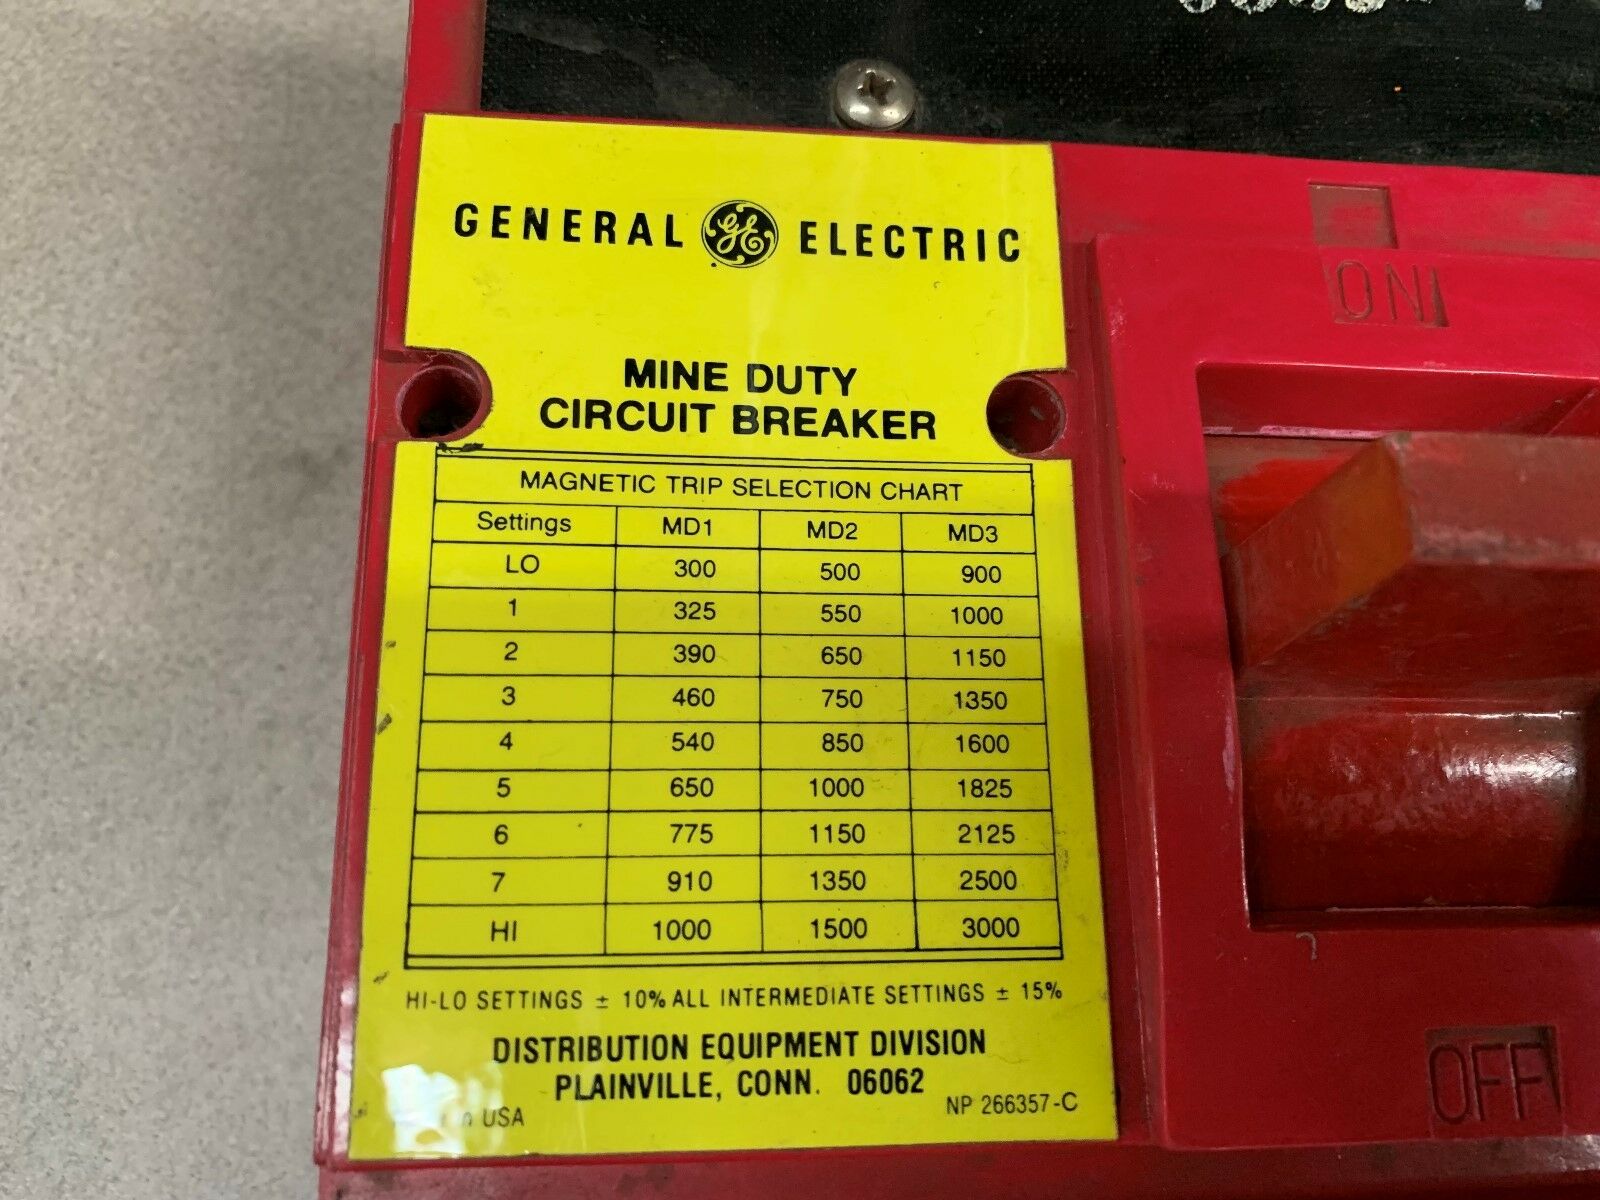 GENERAL GE ELECTRIC
MINE DUTY
CIRCUIT BREAKER
MAGNETIC TRIP SELECTION CHART
Settings MD1 MD2 MD3
LO 300 500 900
1 325 550 1000
2 390 650 1150
3 460 750 1350
4 540 850 1600
5 650 1000 1825
6 775 1150 2125
7 910 1350 2500
HI 1000 1500 3000
HI-LO SETTINGS ± 10% ALL INTERMEDIATE SETTINGS ± 15%
DISTRIBUTION EQUIPMENT DIVISION
PLAINVILLE, CONN. 06062
USA NP 266357-C
ON
OFF